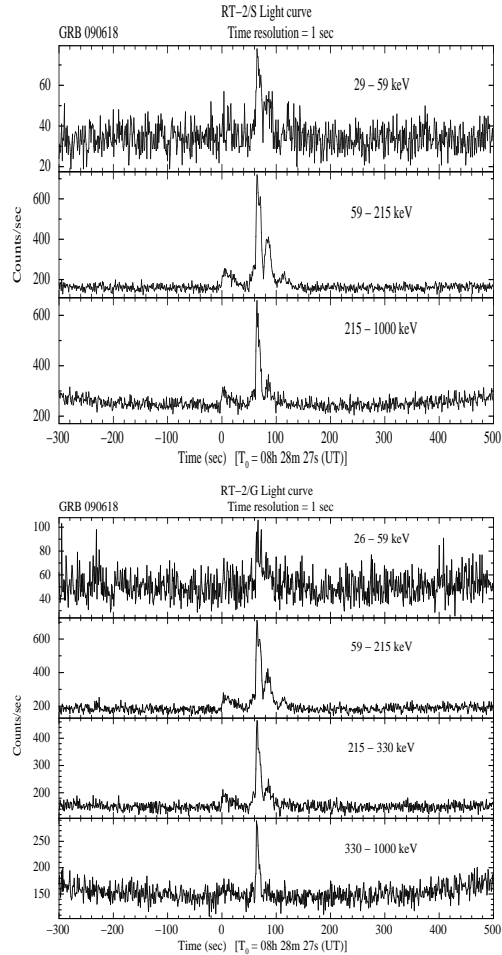 RT−2/S Light curve
GRB 090618 Time resolution = 1 sec
29 − 59 keV
60
40
20
59 − 215 keV
600
400
200
Counts/sec
215 − 1000 keV
600
400
200
−300 −200 −100 0 100 200 300 400 500
Time (sec) [T0 = 08h 28m 27s (UT)]
RT−2/G Light curve
GRB 090618 Time resolution = 1 sec
26 − 59 keV
100
80
60
40
59 − 215 keV
600
400
200
Counts/sec
215 − 330 keV
400
300
200
330 − 1000 keV
250
200
150
−300 −200 −100 0 100 200 300 400 500
Time (sec) [T0 = 08h 28m 27s (UT)]